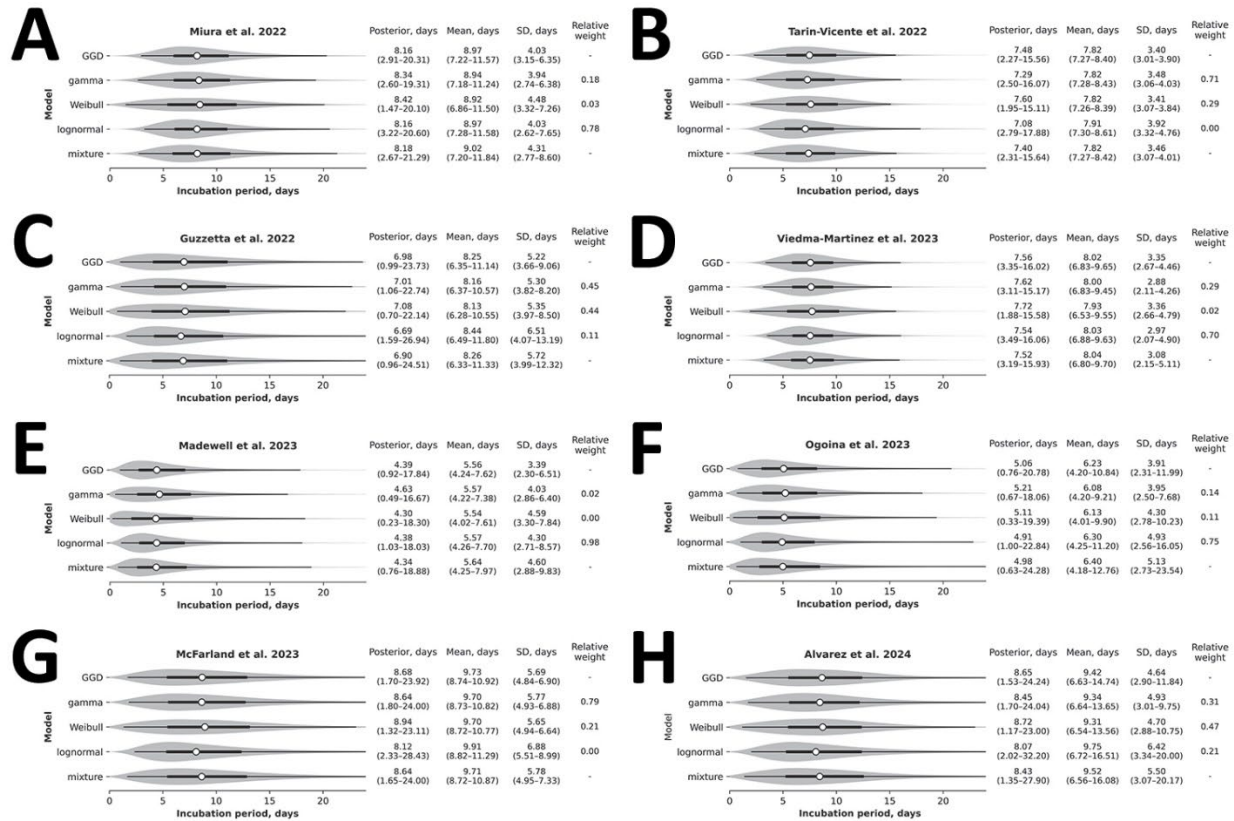 A
Miura et al. 2022
Posterior, days Mean, days SD, days Relative weight
GGD 8.16 (2.91–20.31) 8.97 (7.22–11.57) 4.03 (3.15–6.35) -
gamma 8.34 (2.60–19.31) 8.94 (7.18–11.24) 3.94 (2.74–6.38) 0.18
Weibull 8.42 (1.47–20.10) 8.92 (6.86–11.50) 4.48 (3.32–7.26) 0.03
lognormal 8.16 (3.22–20.60) 8.97 (7.28–11.58) 4.03 (2.62–7.65) 0.78
mixture 8.18 (2.67–21.29) 9.02 (7.20–11.84) 4.31 (2.77–8.60) -
Model
0 5 10 15 20
Incubation period, days
B
Tarin-Vicente et al. 2022
Posterior, days Mean, days SD, days Relative weight
GGD 7.48 (2.27–15.56) 7.82 (7.27–8.40) 3.40 (3.01–3.90) -
gamma 7.29 (2.50–16.07) 7.82 (7.28–8.43) 3.48 (3.06–4.03) 0.71
Weibull 7.60 (1.95–15.11) 7.82 (7.26–8.39) 3.41 (3.07–3.84) 0.29
lognormal 7.08 (2.79–17.88) 7.91 (7.30–8.61) 3.92 (3.32–4.76) 0.00
mixture 7.40 (2.31–15.64) 7.82 (7.27–8.42) 3.46 (3.07–4.01) -
Model
0 5 10 15 20
Incubation period, days
C
Guzzetta et al. 2022
Posterior, days Mean, days SD, days Relative weight
GGD 6.98 (0.99–23.73) 8.25 (6.35–11.14) 5.22 (3.66–9.06) -
gamma 7.01 (1.06–22.74) 8.16 (6.37–10.57) 5.30 (3.82–8.20) 0.45
Weibull 7.08 (0.70–22.14) 8.13 (6.28–10.55) 5.35 (3.97–8.50) 0.44
lognormal 6.69 (1.59–26.94) 8.44 (6.49–11.80) 6.51 (4.07–13.19) 0.11
mixture 6.90 (0.96–24.51) 8.26 (6.33–11.33) 5.72 (3.99–12.32) -
Model
0 5 10 15 20
Incubation period, days
D
Viedma-Martinez et al. 2023
Posterior, days Mean, days SD, days Relative weight
GGD 7.56 (3.35–16.02) 8.02 (6.83–9.65) 3.35 (2.67–4.46) -
gamma 7.62 (3.11–15.17) 8.00 (6.83–9.45) 2.88 (2.11–4.26) 0.29
Weibull 7.72 (1.88–15.58) 7.93 (6.53–9.55) 3.36 (2.66–4.79) 0.02
lognormal 7.54 (3.49–16.06) 8.03 (6.88–9.63) 2.97 (2.07–4.90) 0.70
mixture 7.52 (3.19–15.93) 8.04 (6.80–9.70) 3.08 (2.15–5.11) -
Model
0 5 10 15 20
Incubation period, days
E
Madewell et al. 2023
Posterior, days Mean, days SD, days Relative weight
GGD 4.39 (0.92–17.84) 5.56 (4.24–7.62) 3.39 (2.30–6.51) -
gamma 4.63 (0.49–16.67) 5.57 (4.22–7.38) 4.03 (2.86–6.40) 0.02
Weibull 4.30 (0.23–18.30) 5.54 (4.02–7.61) 4.59 (3.30–7.84) 0.00
lognormal 4.38 (1.03–18.03) 5.57 (4.26–7.70) 4.30 (2.71–8.57) 0.98
mixture 4.34 (0.76–18.88) 5.64 (4.25–7.97) 4.60 (2.88–9.83) -
Model
0 5 10 15 20
Incubation period, days
F
Ogoina et al. 2023
Posterior, days Mean, days SD, days Relative weight
GGD 5.06 (0.76–20.78) 6.23 (4.20–10.84) 3.91 (2.31–11.99) -
gamma 5.21 (0.67–18.06) 6.08 (4.20–9.21) 3.95 (2.50–7.68) 0.14
Weibull 5.11 (0.33–19.39) 6.13 (4.01–9.90) 4.30 (2.78–10.23) 0.11
lognormal 4.91 (1.00–22.84) 6.30 (4.25–11.20) 4.93 (2.56–16.05) 0.75
mixture 4.98 (0.63–24.28) 6.40 (4.18–12.76) 5.13 (2.73–23.54) -
Model
0 5 10 15 20
Incubation period, days
G
McFarland et al. 2023
Posterior, days Mean, days SD, days Relative weight
GGD 8.68 (1.70–23.92) 9.73 (8.74–10.92) 5.69 (4.84–6.90) -
gamma 8.64 (1.80–24.00) 9.70 (8.73–10.82) 5.77 (4.93–6.88) 0.79
Weibull 8.94 (1.32–23.11) 9.70 (8.72–10.77) 5.65 (4.94–6.64) 0.21
lognormal 8.12 (2.33–28.43) 9.91 (8.82–11.29) 6.88 (5.51–8.99) 0.00
mixture 8.64 (1.65–24.00) 9.71 (8.72–10.87) 5.78 (4.95–7.33) -
Model
0 5 10 15 20
Incubation period, days
H
Alvarez et al. 2024
Posterior, days Mean, days SD, days Relative weight
GGD 8.65 (1.53–24.24) 9.42 (6.63–14.74) 4.64 (2.90–11.84) -
gamma 8.45 (1.70–24.04) 9.34 (6.64–13.65) 4.93 (3.01–9.75) 0.31
Weibull 8.72 (1.17–23.00) 9.31 (6.54–13.56) 4.70 (2.88–10.75) 0.47
lognormal 8.07 (2.02–32.20) 9.75 (6.72–16.51) 6.42 (3.34–20.00) 0.21
mixture 8.43 (1.35–27.90) 9.52 (6.56–16.08) 5.50 (3.07–20.17) -
Model
0 5 10 15 20
Incubation period, days